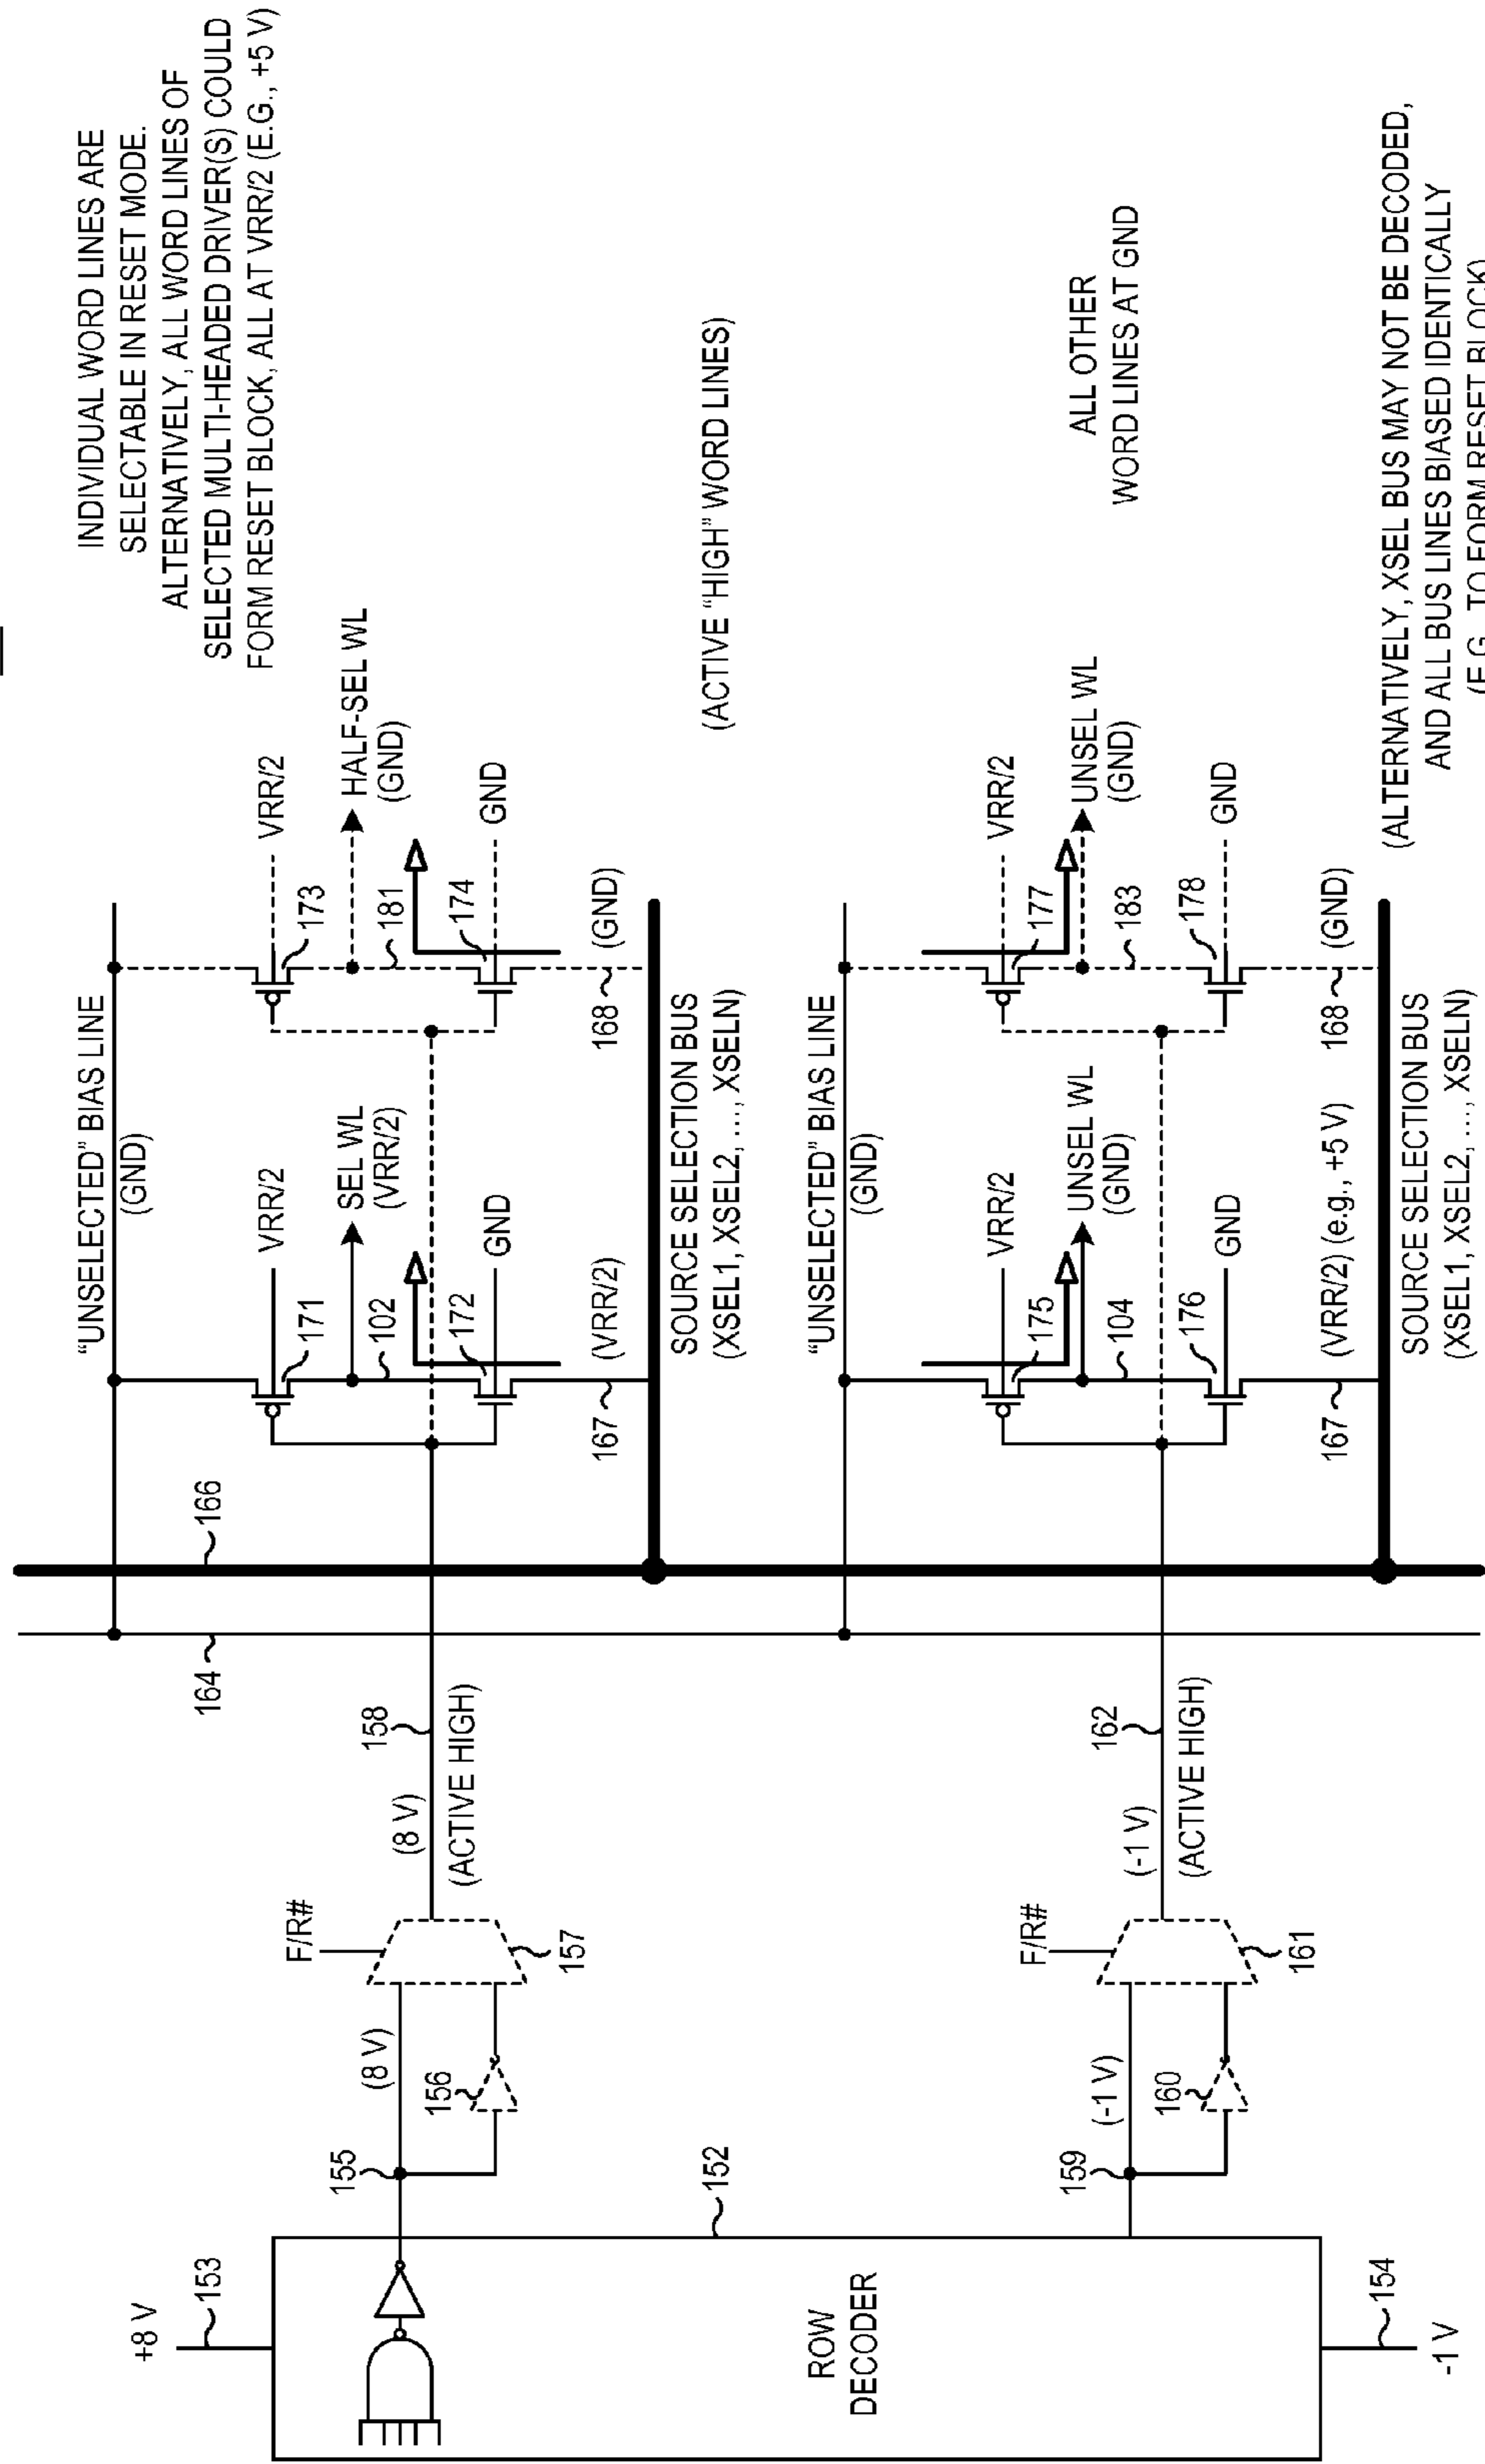 INDIVIDUAL WORD LINES ARE
SELECTABLE IN RESET MODE.
ALTERNATIVELY, ALL WORD LINES OF
SELECTED MULTI-HEADED DRIVER(S) COULD
FORM RESET BLOCK, ALL AT VRR/2 (E.G., +5 V)
+8 V
153
155
(8 V)
156
F/R#
157
(8 V)
158
(ACTIVE HIGH)
164
166
"UNSELECTED" BIAS LINE
(GND)
VRR/2
171
SEL WL
(VRR/2)
102
172
GND
167
(VRR/2)
VRR/2
173
HALF-SEL WL
(GND)
181
174
GND
168
(GND)
SOURCE SELECTION BUS
(XSEL1, XSEL2, ..., XSELN)
(ACTIVE "HIGH" WORD LINES)
152
ROW
DECODER
154
-1 V
159
(-1 V)
160
F/R#
161
(-1 V)
162
(ACTIVE HIGH)
"UNSELECTED" BIAS LINE
(GND)
VRR/2
175
UNSEL WL
(GND)
104
176
GND
167
(VRR/2) (e.g., +5 V)
VRR/2
177
UNSEL WL
(GND)
183
178
GND
168
(GND)
SOURCE SELECTION BUS
(XSEL1, XSEL2, ..., XSELN)
ALL OTHER
WORD LINES AT GND
(ALTERNATIVELY, XSEL BUS MAY NOT BE DECODED,
AND ALL BUS LINES BIASED IDENTICALLY
(E.G., TO FORM RESET BLOCK)